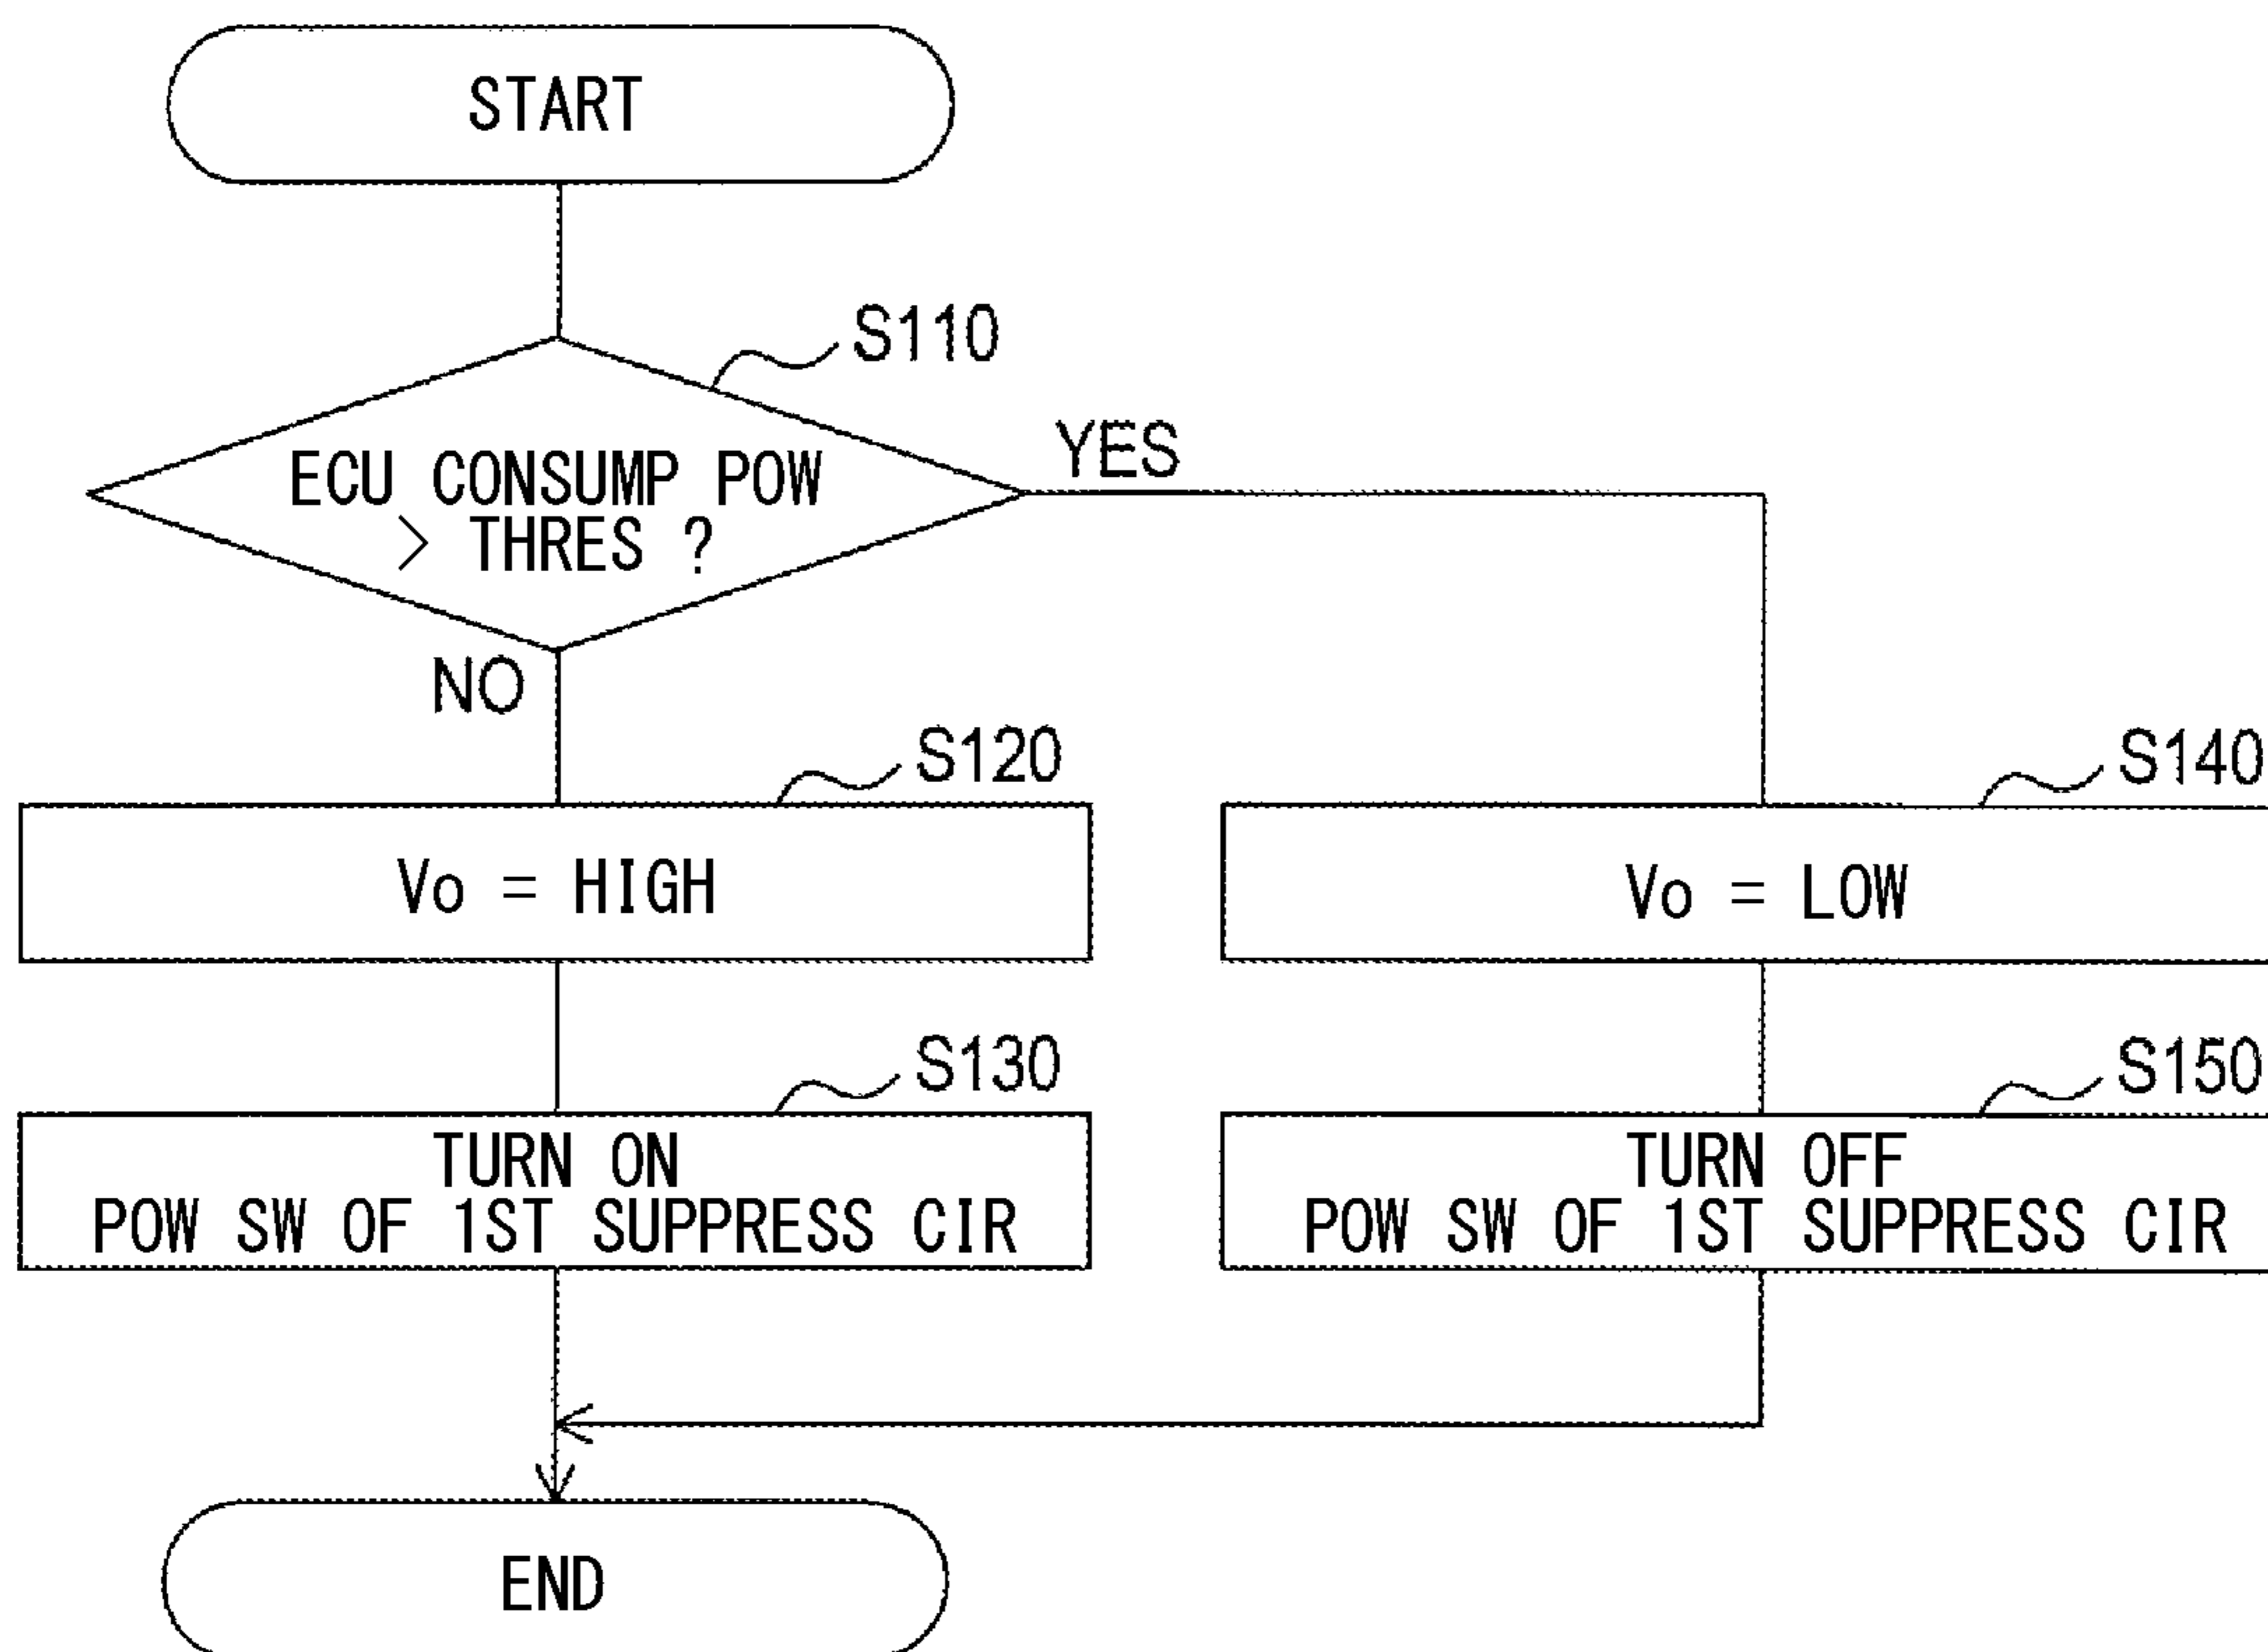 START
S110
ECU CONSUMP POW
> THRES ?
YES
NO
S120
Vo = HIGH
S130
TURN ON
POW SW OF 1ST SUPPRESS CIR
S140
Vo = LOW
S150
TURN OFF
POW SW OF 1ST SUPPRESS CIR
END